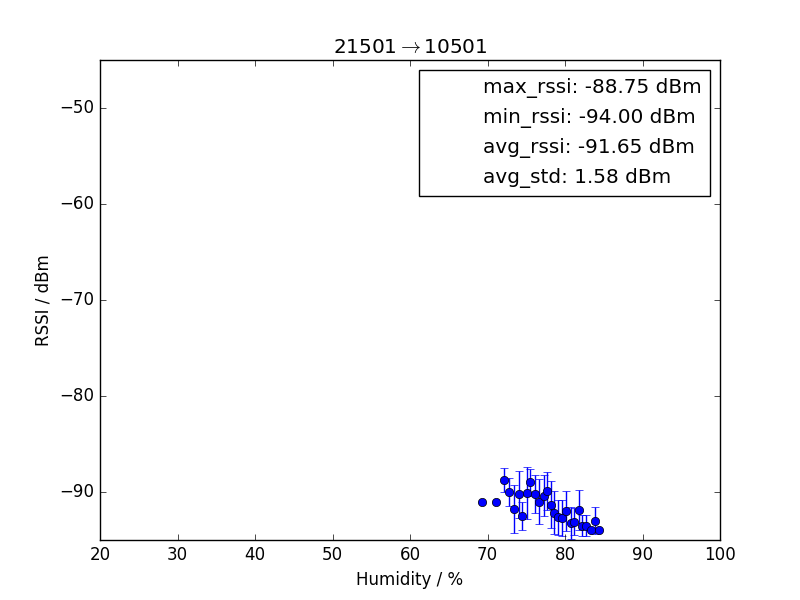 21501→10501
max_rssi: -88.75 dBm
min_rssi: -94.00 dBm
avg_rssi: -91.65 dBm
avg_std: 1.58 dBm
RSSI / dBm
−50
−60
−70
−80
−90
20 30 40 50 60 70 80 90 100
Humidity / %